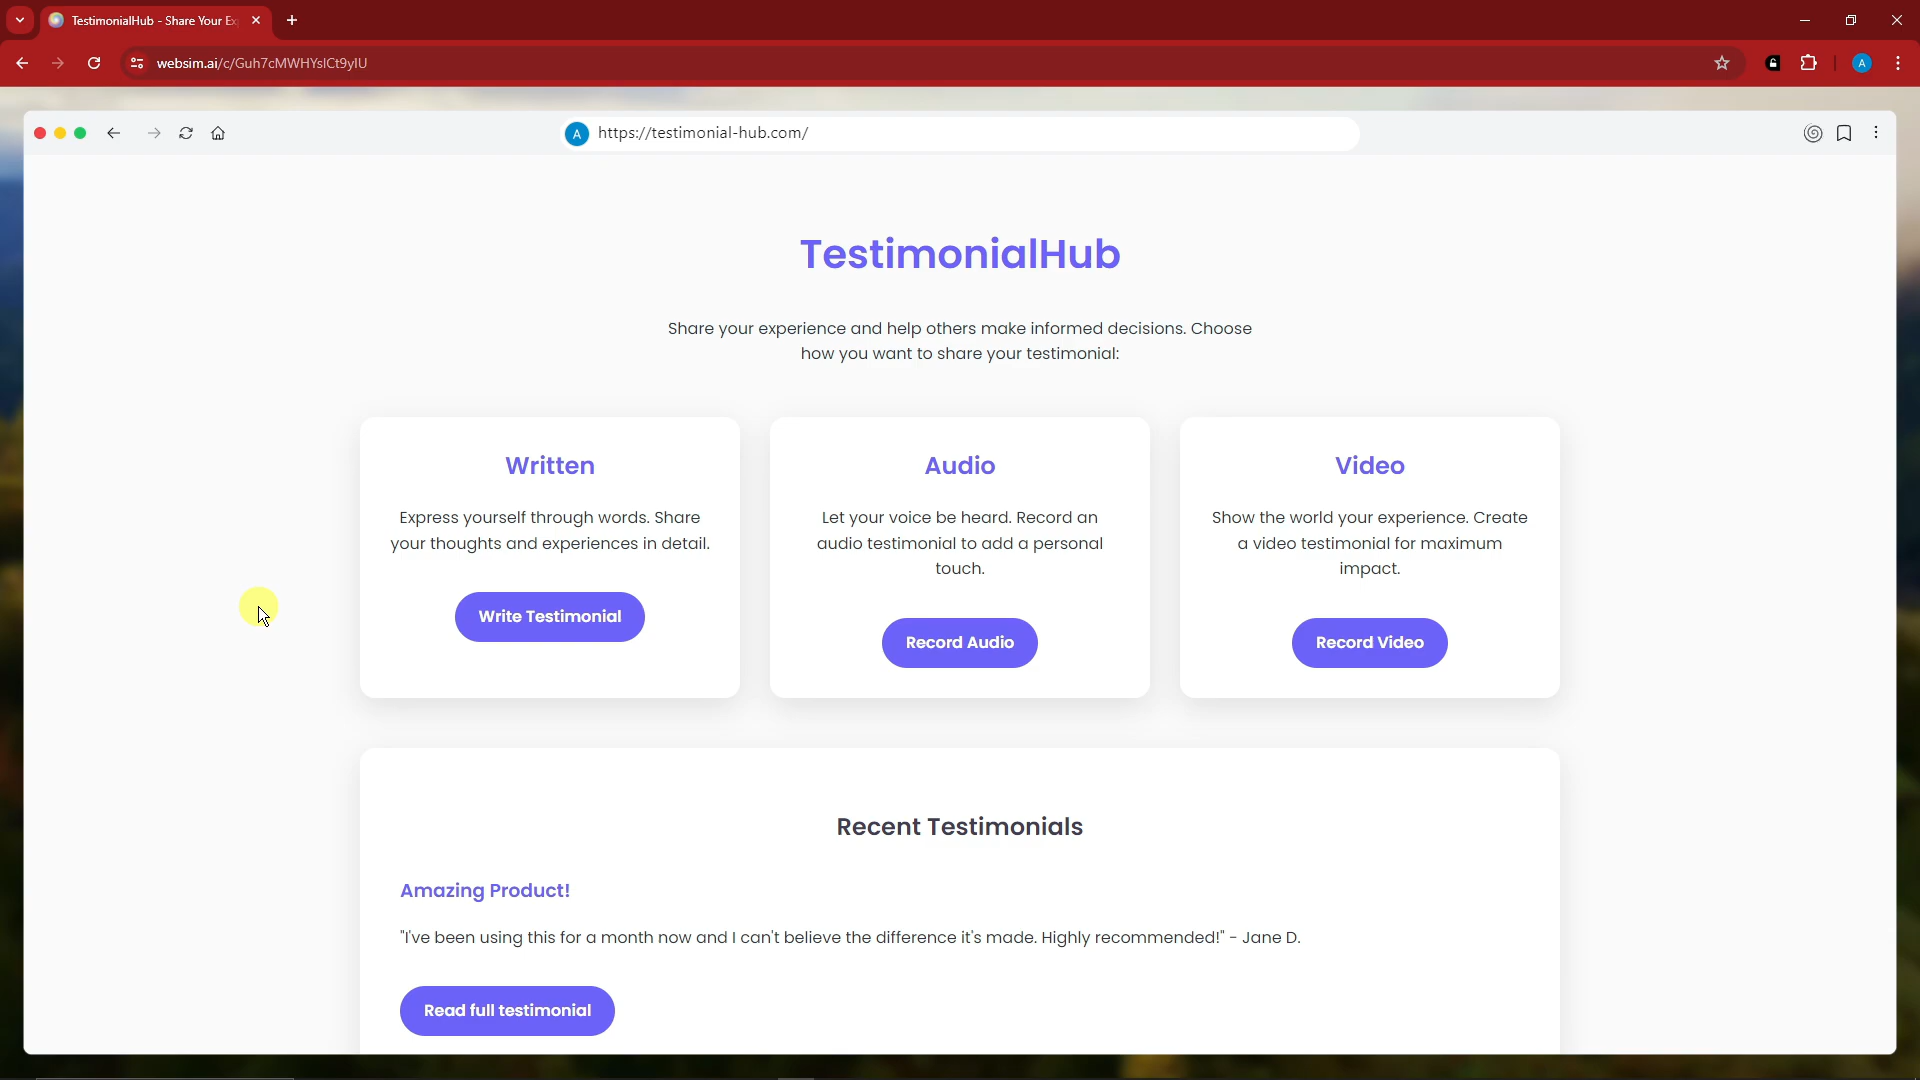 TestimonialHub - Share Your Ex
websim.ai/c/Guh7cMWHYslCt9yIU
A
A
https://testimonial-hub.com/
TestimonialHub
Share your experience and help others make informed decisions. Choose
how you want to share your testimonial:
Written
Express yourself through words. Share
your thoughts and experiences in detail.
Write Testimonial
Audio
Let your voice be heard. Record an
audio testimonial to add a personal
touch.
Record Audio
Video
Show the world your experience. Create
a video testimonial for maximum
impact.
Record Video
Recent Testimonials
Amazing Product!
"I've been using this for a month now and I can't believe the difference it's made. Highly recommended!" - Jane D.
Read full testimonial